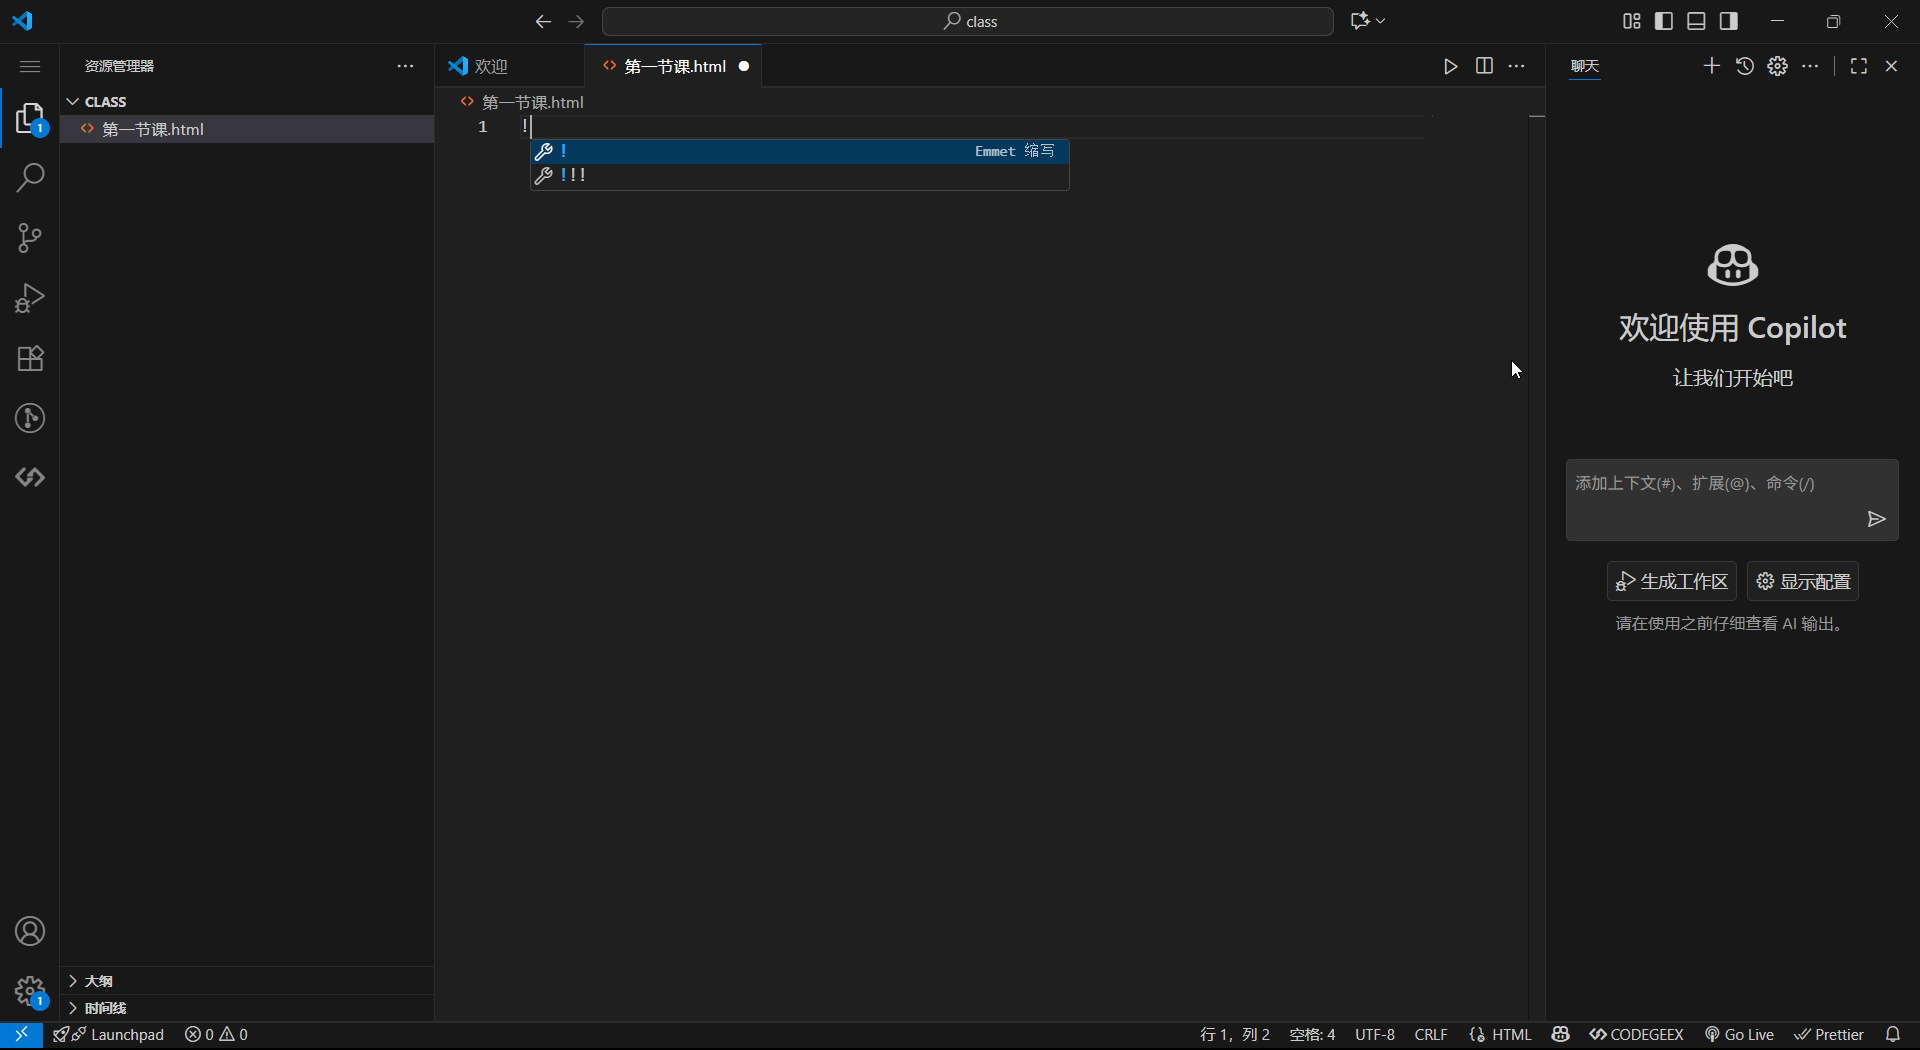 class
资源管理器
欢迎
第一节课.html
聊天
CLASS
第一节课.html
第一节课.html
1
!
! Emmet 缩写
!!!
1
欢迎使用 Copilot
让我们开始吧
添加上下文(#)、扩展(@)、命令(/)
生成工作区
显示配置
请在使用之前仔细查看 AI 输出。
大纲
1
时间线
Launchpad
0 0
行 1，列 2
空格: 4
UTF-8
CRLF
HTML
CODEGEEX
Go Live
Prettier